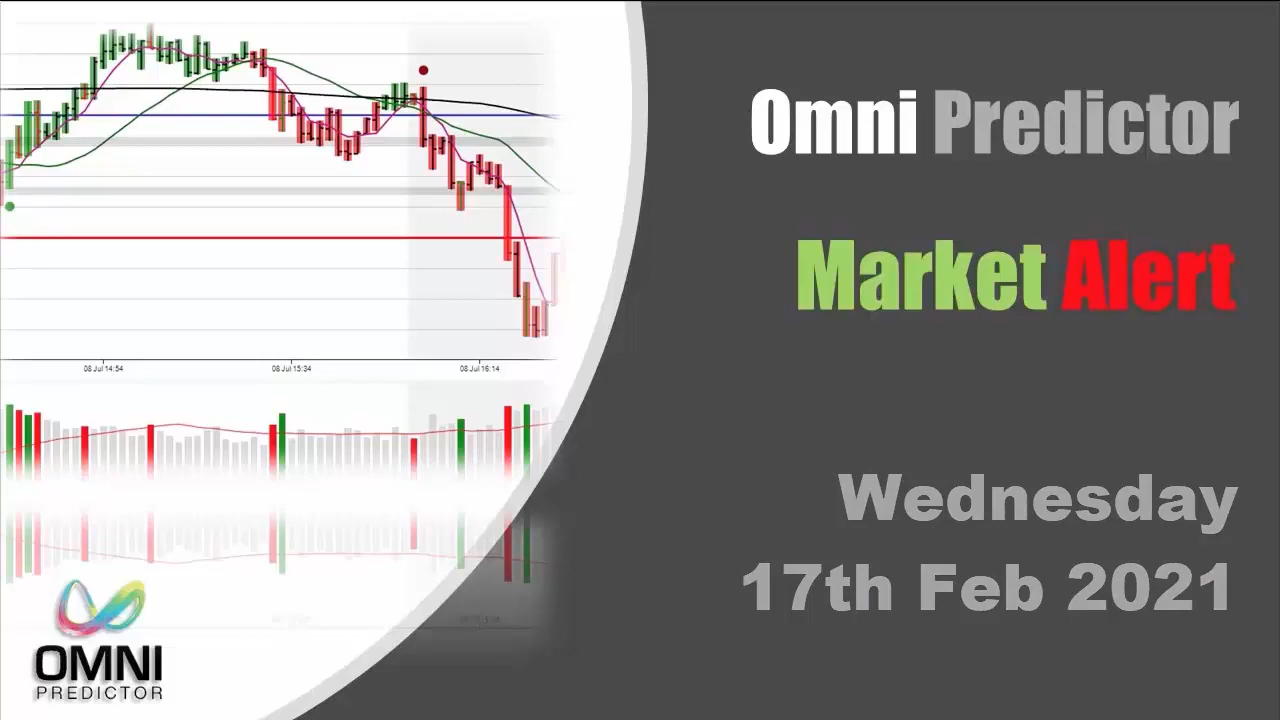 Omni Predictor
Market Alert
Wednesday
17th Feb 2021
08 Jul 14:54
08 Jul 15:34
08 Jul 16:14
OMNI
PREDICTOR